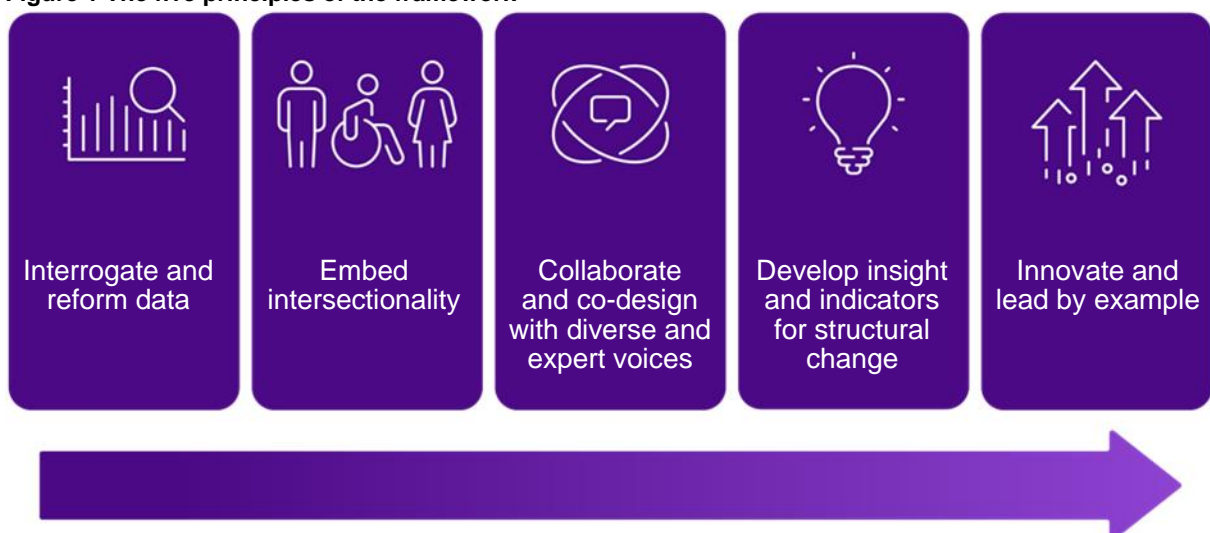 Interrogate and
reform data
Embed
intersectionality
Collaborate
and co-design
with diverse and
expert voices
Develop insight
and indicators
for structural
change
Innovate and
lead by example